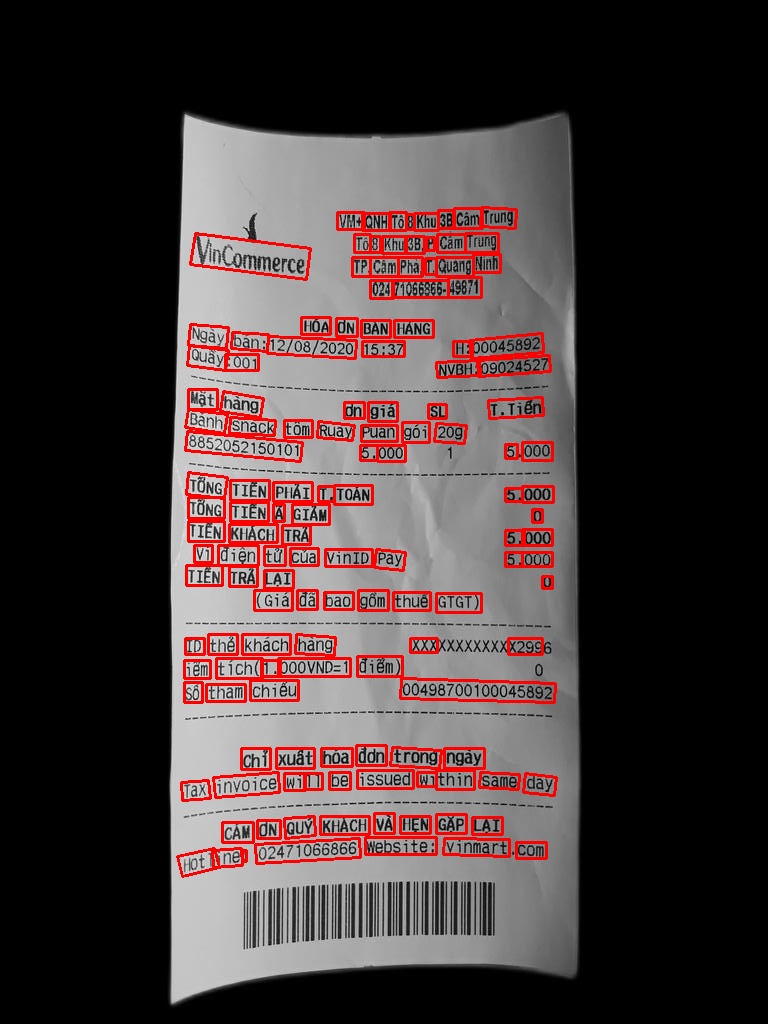 VinCommerce
VM+ QNH Tổ 8 Khu 3B Cẩm Trung
Tổ 8 Khu 3B, P. Cẩm Trung
TP. Cẩm Phả, T. Quảng Ninh
024 71066866-49871
HÓA ĐƠN BÁN HÀNG
Ngày bán:12/08/2020 15:37 HĐ:00045892
Quầy:001 NVBH:09024527
Mặt hàng Đơn giá SL T.Tiền
Bánh snack tôm Ruay Puan gói 20g
8852052150101 5.000 1 5.000
TỔNG TIỀN PHẢI T.TOÁN 5.000
TỔNG TIỀN ĐÃ GIẢM 0
TIỀN KHÁCH TRẢ 5.000
Ví điện tử của VinID Pay 5.000
TIỀN TRẢ LẠI 0
(Giá đã bao gồm thuế GTGT)
ID thẻ khách hàng XXXXXXXXXXXX2996
Điểm tích(1.000VND=1 điểm) 0
Số tham chiếu 00498700100045892
Chỉ xuất hóa đơn trong ngày
Tax invoice will be issued within same day
CẢM ƠN QUÝ KHÁCH VÀ HẸN GẶP LẠI
Hotline: 02471066866 Website: vinmart.com